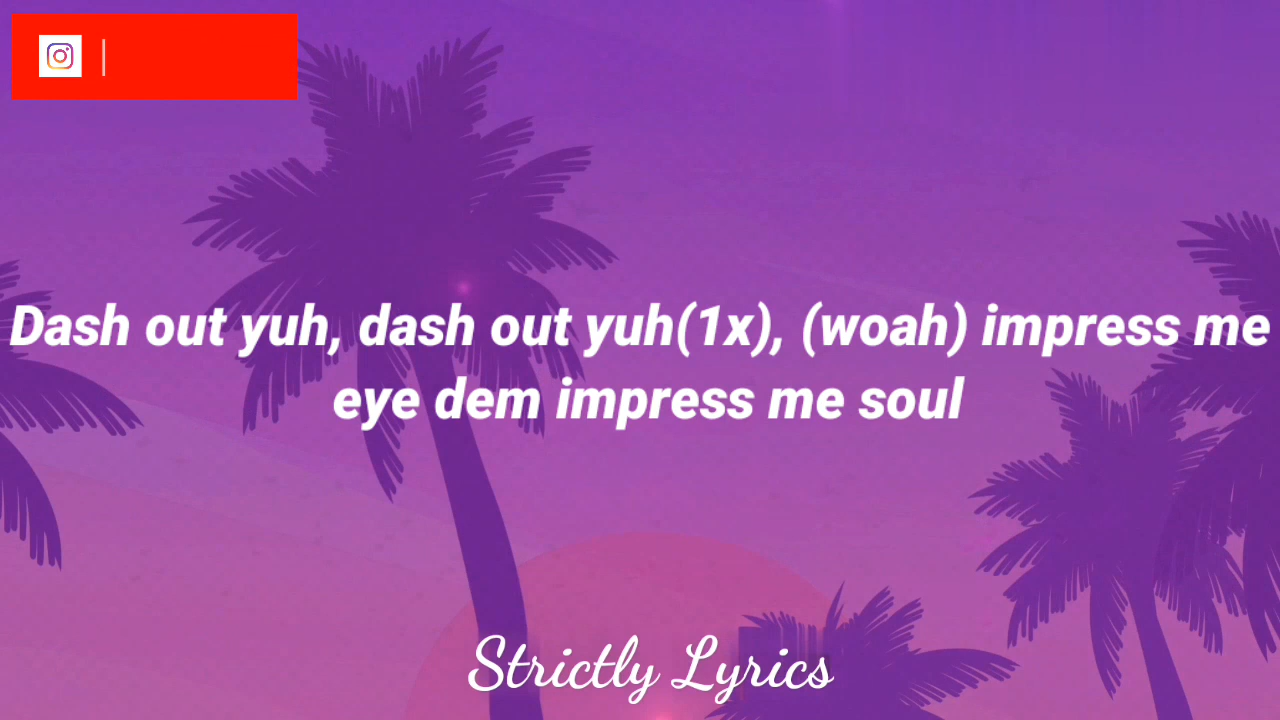 Dash out yuh, dash out yuh(1x), (woah) impress me
eye dem impress me soul
Strictly Lyrics